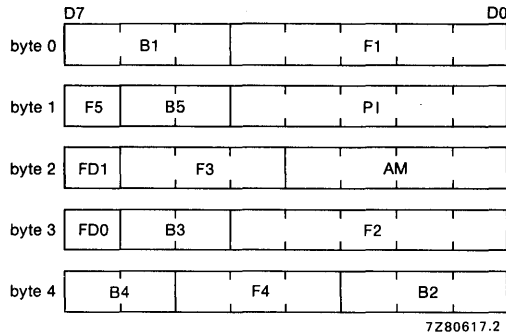 D7 D0
byte 0 B1 F1
byte 1 F5 B5 PI
byte 2 FD1 F3 AM
byte 3 FD0 B3 F2
byte 4 B4 F4 B2
7Z80617.2